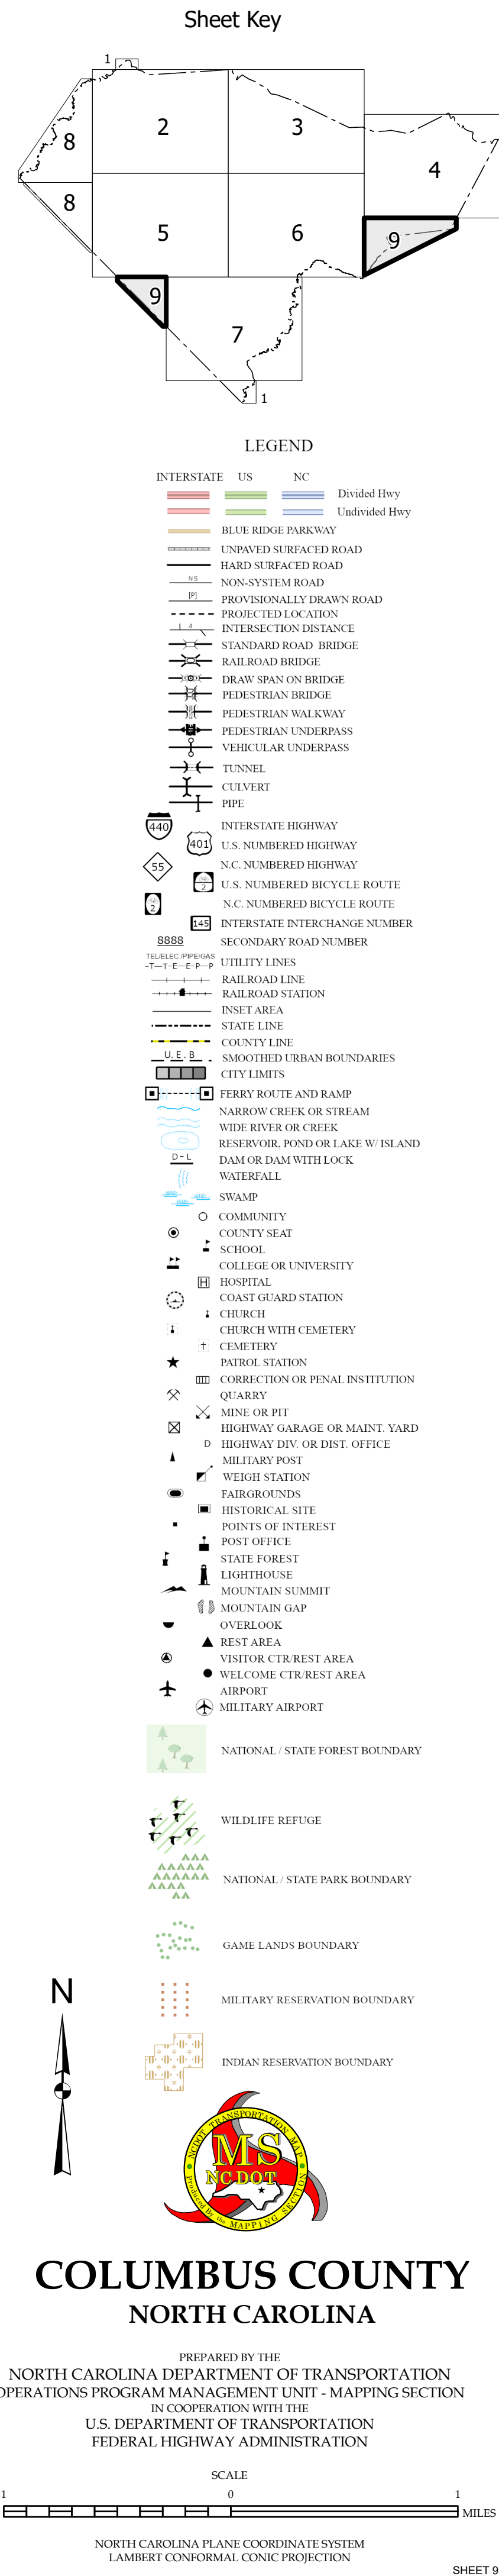 Sheet Key
1
2
3
8
4
8
5
6
9
9
7
1
LEGEND
INTERSTATE US NC
Divided Hwy
Undivided Hwy
BLUE RIDGE PARKWAY
UNPAVED SURFACED ROAD
HARD SURFACED ROAD
NS NON-SYSTEM ROAD
[P] PROVISIONALLY DRAWN ROAD
PROJECTED LOCATION
.4 INTERSECTION DISTANCE
STANDARD ROAD BRIDGE
RAILROAD BRIDGE
DRAW SPAN ON BRIDGE
PEDESTRIAN BRIDGE
PEDESTRIAN WALKWAY
PEDESTRIAN UNDERPASS
VEHICULAR UNDERPASS
TUNNEL
CULVERT
PIPE
440 INTERSTATE HIGHWAY
401 U.S. NUMBERED HIGHWAY
55 N.C. NUMBERED HIGHWAY
2 U.S. NUMBERED BICYCLE ROUTE
2 N.C. NUMBERED BICYCLE ROUTE
145 INTERSTATE INTERCHANGE NUMBER
8888 SECONDARY ROAD NUMBER
TEL/ELEC /PIPE/GAS
-T—T-E—E-P—P UTILITY LINES
RAILROAD LINE
RAILROAD STATION
INSET AREA
STATE LINE
COUNTY LINE
U. E. B SMOOTHED URBAN BOUNDARIES
CITY LIMITS
FERRY ROUTE AND RAMP
NARROW CREEK OR STREAM
WIDE RIVER OR CREEK
RESERVOIR, POND OR LAKE W/ ISLAND
D-L DAM OR DAM WITH LOCK
WATERFALL
SWAMP
COMMUNITY
COUNTY SEAT
SCHOOL
COLLEGE OR UNIVERSITY
H HOSPITAL
COAST GUARD STATION
CHURCH
CHURCH WITH CEMETERY
CEMETERY
PATROL STATION
CORRECTION OR PENAL INSTITUTION
QUARRY
MINE OR PIT
HIGHWAY GARAGE OR MAINT. YARD
D HIGHWAY DIV. OR DIST. OFFICE
MILITARY POST
WEIGH STATION
FAIRGROUNDS
HISTORICAL SITE
POINTS OF INTEREST
POST OFFICE
STATE FOREST
LIGHTHOUSE
MOUNTAIN SUMMIT
MOUNTAIN GAP
OVERLOOK
REST AREA
VISITOR CTR/REST AREA
WELCOME CTR/REST AREA
AIRPORT
MILITARY AIRPORT
NATIONAL / STATE FOREST BOUNDARY
WILDLIFE REFUGE
NATIONAL / STATE PARK BOUNDARY
GAME LANDS BOUNDARY
N
MILITARY RESERVATION BOUNDARY
INDIAN RESERVATION BOUNDARY
NCDOT TRANSPORTATION MAP
MS
NCDOT
Produced By the MAPPING SECTION
COLUMBUS COUNTY
NORTH CAROLINA
PREPARED BY THE
NORTH CAROLINA DEPARTMENT OF TRANSPORTATION
OPERATIONS PROGRAM MANAGEMENT UNIT - MAPPING SECTION
IN COOPERATION WITH THE
U.S. DEPARTMENT OF TRANSPORTATION
FEDERAL HIGHWAY ADMINISTRATION
SCALE
1 0 1
MILES
NORTH CAROLINA PLANE COORDINATE SYSTEM
LAMBERT CONFORMAL CONIC PROJECTION
SHEET 9